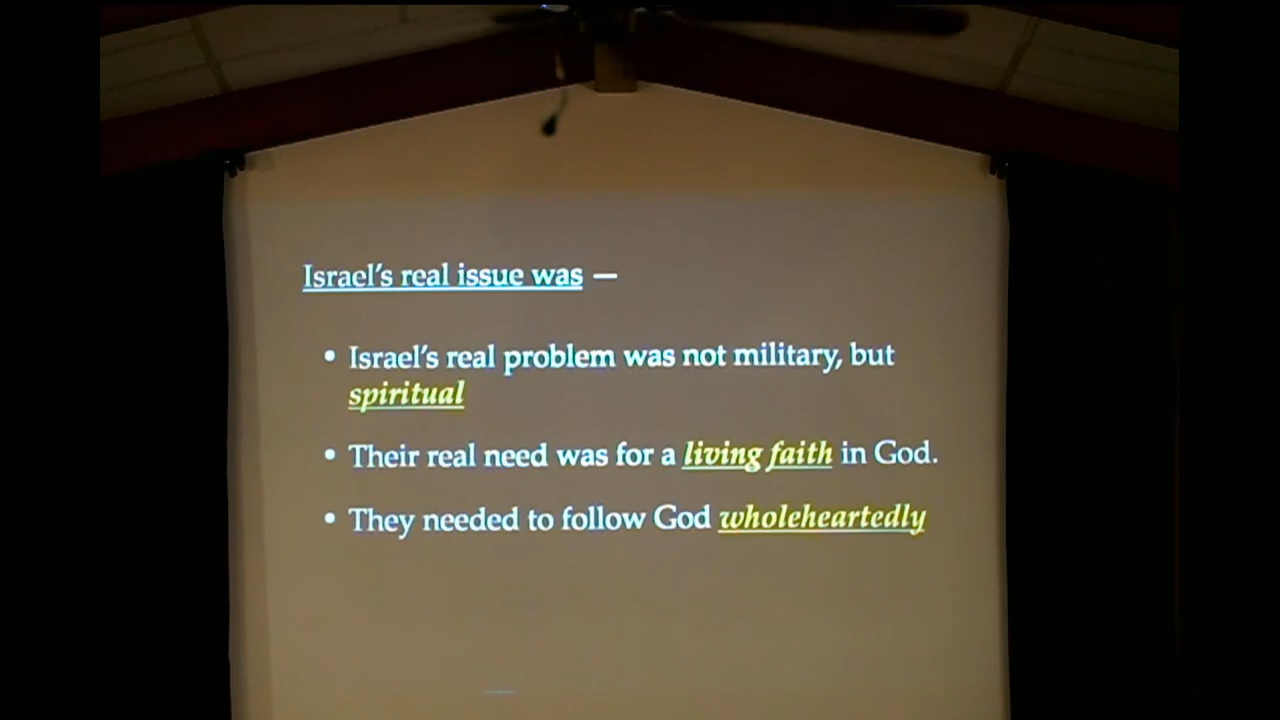 Israel's real issue was —
• Israel's real problem was not military, but
spiritual
• Their real need was for a living faith in God.
• They needed to follow God wholeheartedly